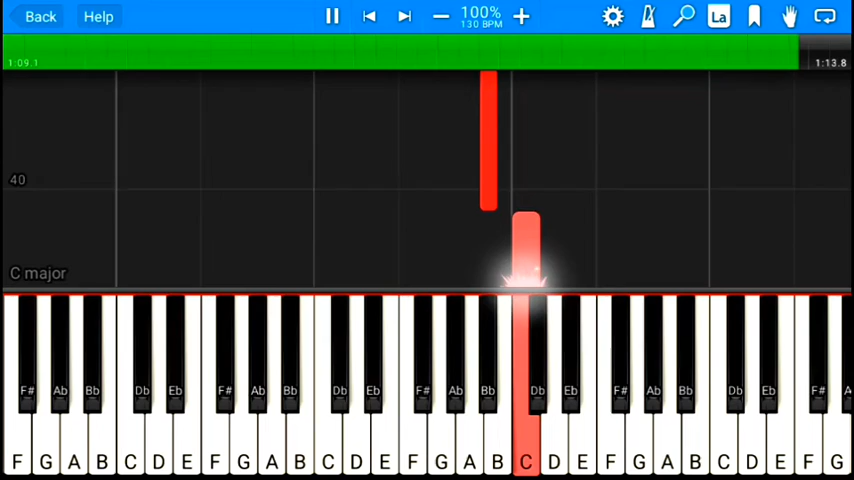 Back Help 100% La
130 BPM
1:09.1 1:13.8
40
C major
F# Ab Bb Db Eb F# Ab Bb Db Eb F# Ab Bb Db Eb F# Ab Bb Db Eb F# A
F G A B C D E F G A B C D E F G A B C D E F G A B C D E F G